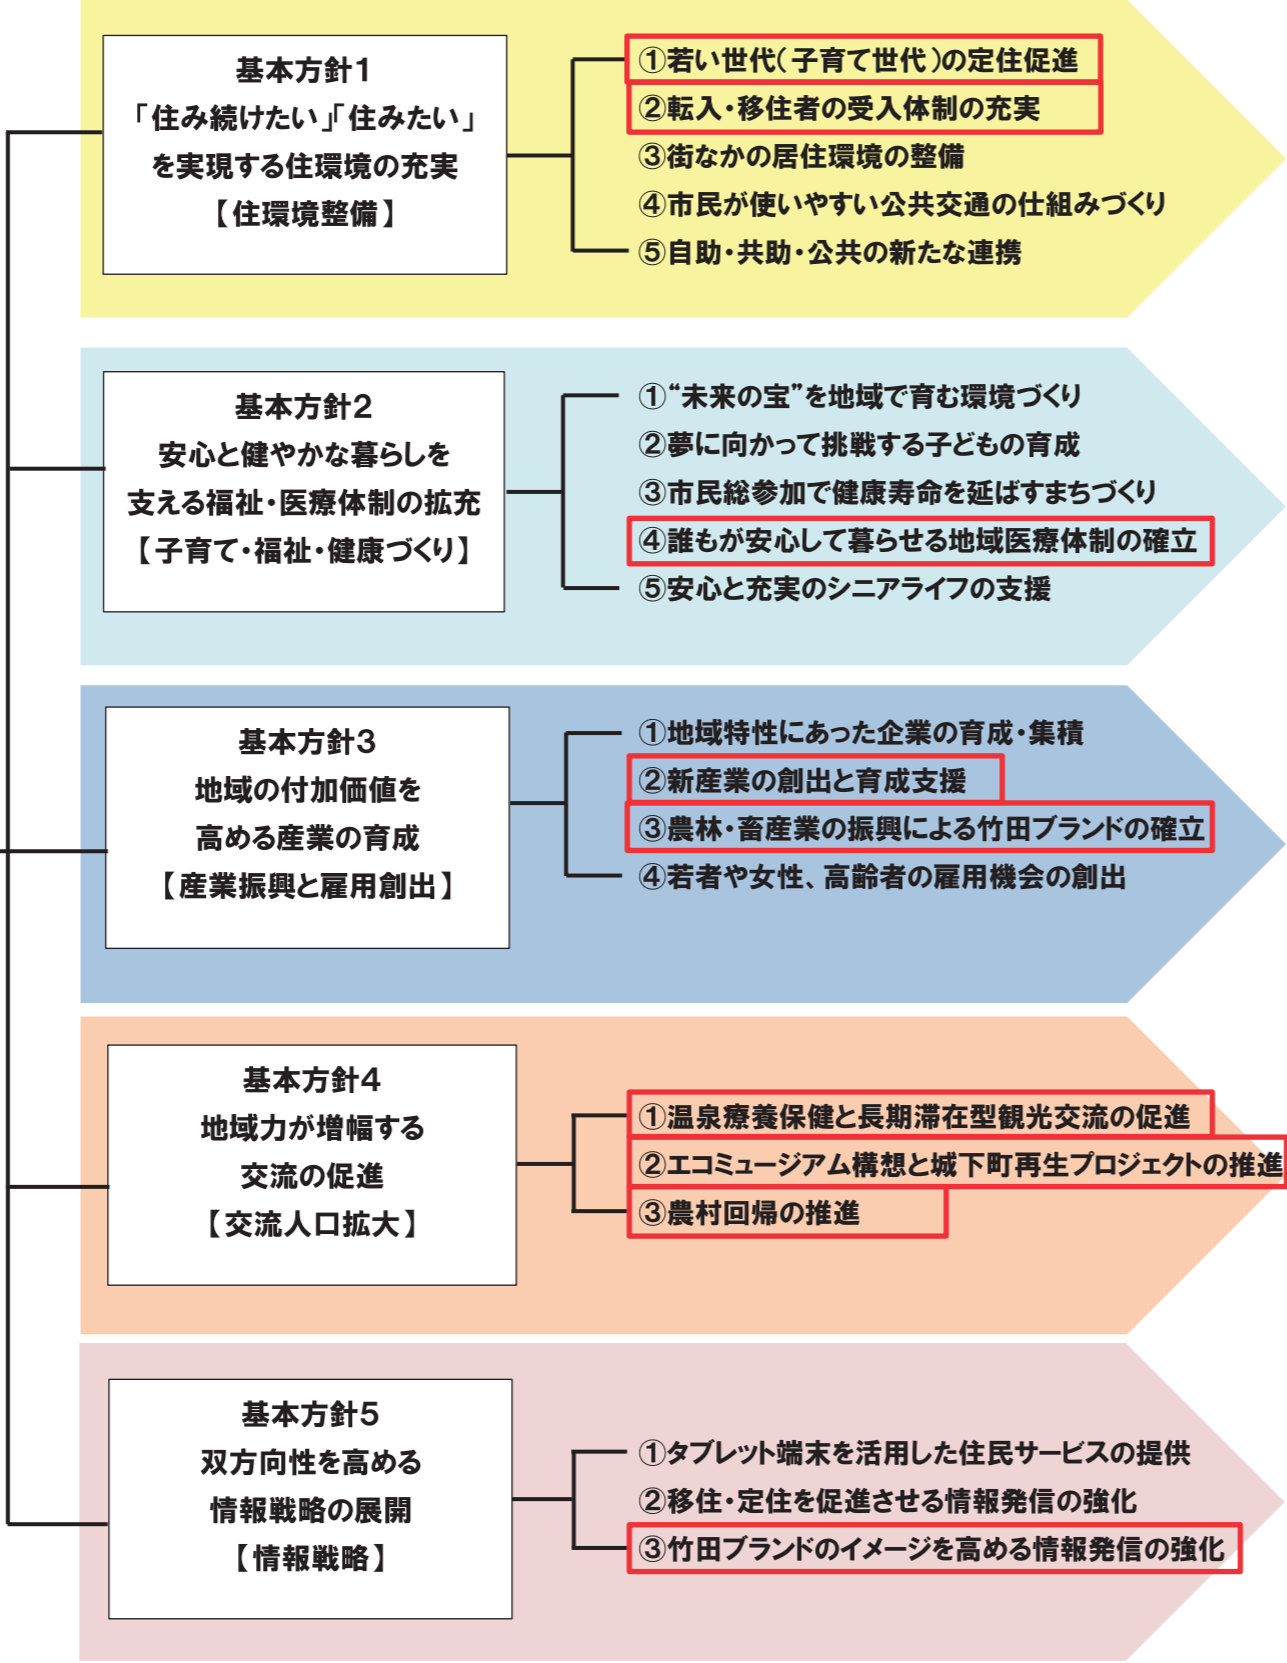 基本方針1
「住み続けたい」「住みたい」
を実現する住環境の充実
【住環境整備】
①若い世代(子育て世代)の定住促進
②転入・移住者の受入体制の充実
③街なかの居住環境の整備
④市民が使いやすい公共交通の仕組みづくり
⑤自助・共助・公共の新たな連携
基本方針2
安心と健やかな暮らしを
支える福祉・医療体制の拡充
【子育て・福祉・健康づくり】
①“未来の宝”を地域で育む環境づくり
②夢に向かって挑戦する子どもの育成
③市民総参加で健康寿命を延ばすまちづくり
④誰もが安心して暮らせる地域医療体制の確立
⑤安心と充実のシニアライフの支援
基本方針3
地域の付加価値を
高める産業の育成
【産業振興と雇用創出】
①地域特性にあった企業の育成・集積
②新産業の創出と育成支援
③農林・畜産業の振興による竹田ブランドの確立
④若者や女性、高齢者の雇用機会の創出
基本方針4
地域力が増幅する
交流の促進
【交流人口拡大】
①温泉療養保健と長期滞在型観光交流の促進
②エコミュージアム構想と城下町再生プロジェクトの推進
③農村回帰の推進
基本方針5
双方向性を高める
情報戦略の展開
【情報戦略】
①タブレット端末を活用した住民サービスの提供
②移住・定住を促進させる情報発信の強化
③竹田ブランドのイメージを高める情報発信の強化